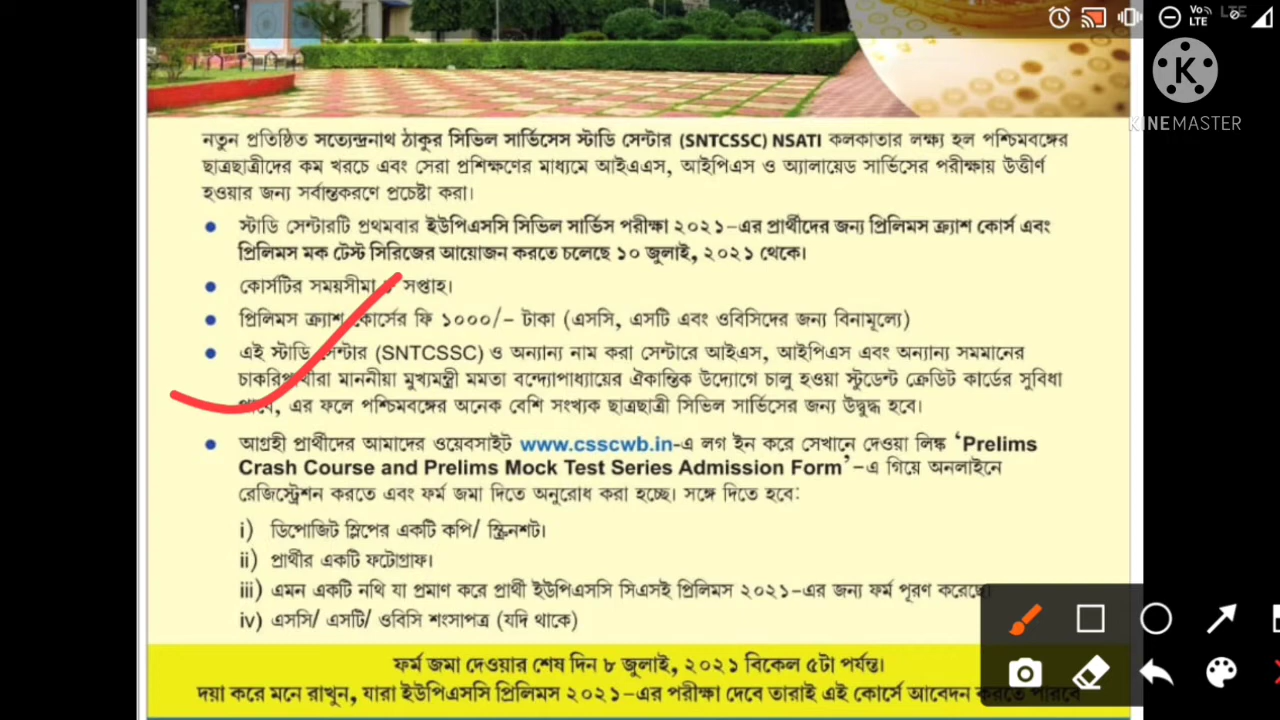 Vo
LTE LTE
K
KINEMASTER
নতুন প্রতিষ্ঠিত সত্যেন্দ্রনাথ ঠাকুর সিভিল সার্ভিসেস স্টাডি সেন্টার (SNTCSSC) NSATI কলকাতার লক্ষ্য হল পশ্চিমবঙ্গের
ছাত্রছাত্রীদের কম খরচে এবং সেরা প্রশিক্ষণের মাধ্যমে আইএএস, আইপিএস ও অ্যালায়েড সার্ভিসের পরীক্ষায় উত্তীর্ণ
হওয়ার জন্য সর্বান্তকরণে প্রচেষ্টা করা।
● স্টাডি সেন্টারটি প্রথমবার ইউপিএসসি সিভিল সার্ভিস পরীক্ষা ২০২১-এর প্রার্থীদের জন্য প্রিলিমস ক্র্যাশ কোর্স এবং
প্রিলিমস মক টেস্ট সিরিজের আয়োজন করতে চলেছে ১০ জুলাই, ২০২১ থেকে।
● কোর্সটির সময়সীমা সপ্তাহ।
● প্রিলিমস ক্র্যাশ কোর্সের ফি ১০০০/- টাকা (এসসি, এসটি এবং ওবিসিদের জন্য বিনামূল্যে)
● এই স্টাডি সেন্টার (SNTCSSC) ও অন্যান্য নাম করা সেন্টারে আইএস, আইপিএস এবং অন্যান্য সমমানের
চাকরিপ্রার্থীরা মাননীয়া মুখ্যমন্ত্রী মমতা বন্দ্যোপাধ্যায়ের ঐকান্তিক উদ্যোগে চালু হওয়া স্টুডেন্ট ক্রেডিট কার্ডের সুবিধা
পাবে, এর ফলে পশ্চিমবঙ্গের অনেক বেশি সংখ্যক ছাত্রছাত্রী সিভিল সার্ভিসের জন্য উদ্বুদ্ধ হবে।
● আগ্রহী প্রার্থীদের আমাদের ওয়েবসাইট www.csscwb.in-এ লগ ইন করে সেখানে দেওয়া লিঙ্ক ‘Prelims
Crash Course and Prelims Mock Test Series Admission Form’-এ গিয়ে অনলাইনে
রেজিস্ট্রেশন করতে এবং ফর্ম জমা দিতে অনুরোধ করা হচ্ছে। সঙ্গে দিতে হবে:
i) ডিপোজিট স্লিপের একটি কপি/ স্ক্রিনশট।
ii) প্রার্থীর একটি ফটোগ্রাফ।
iii) এমন একটি নথি যা প্রমাণ করে প্রার্থী ইউপিএসসি সিএসই প্রিলিমস ২০২১-এর জন্য ফর্ম পূরণ করেছে।
iv) এসসি/ এসটি/ ওবিসি শংসাপত্র (যদি থাকে)
ফর্ম জমা দেওয়ার শেষ দিন ৮ জুলাই, ২০২১ বিকেল ৫টা পর্যন্ত।
দয়া করে মনে রাখুন, যারা ইউপিএসসি প্রিলিমস ২০২১-এর পরীক্ষা দেবে তারাই এই কোর্সে আবেদন করতে পারবে